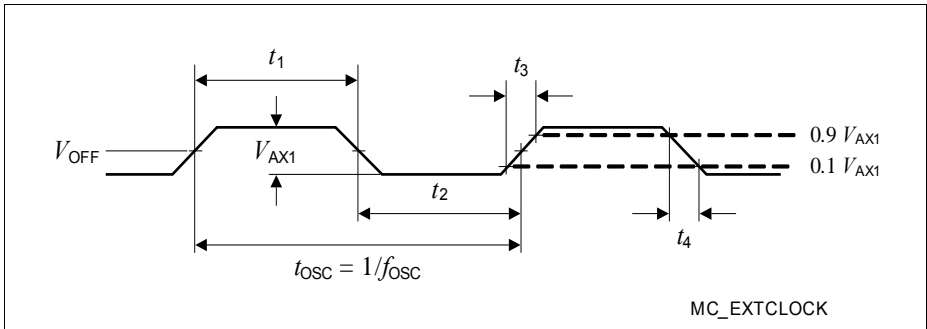 t1
t3
VOFF
VAX1
0.9 VAX1
0.1 VAX1
t2
t4
tOSC = 1/fOSC
MC_EXTCLOCK